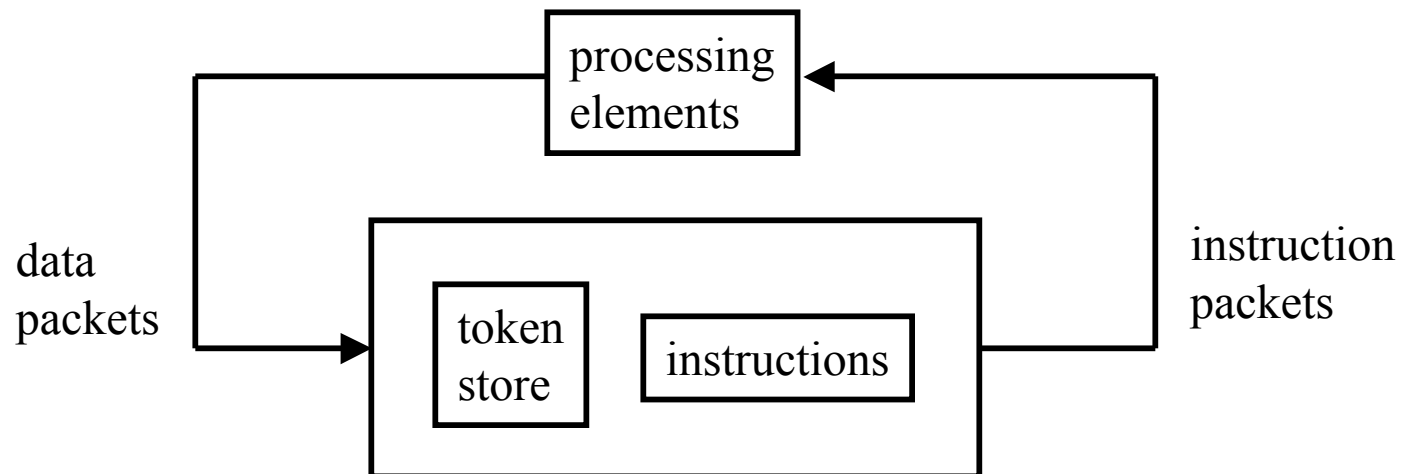 processing
elements
data
packets
instruction
packets
token
store
instructions